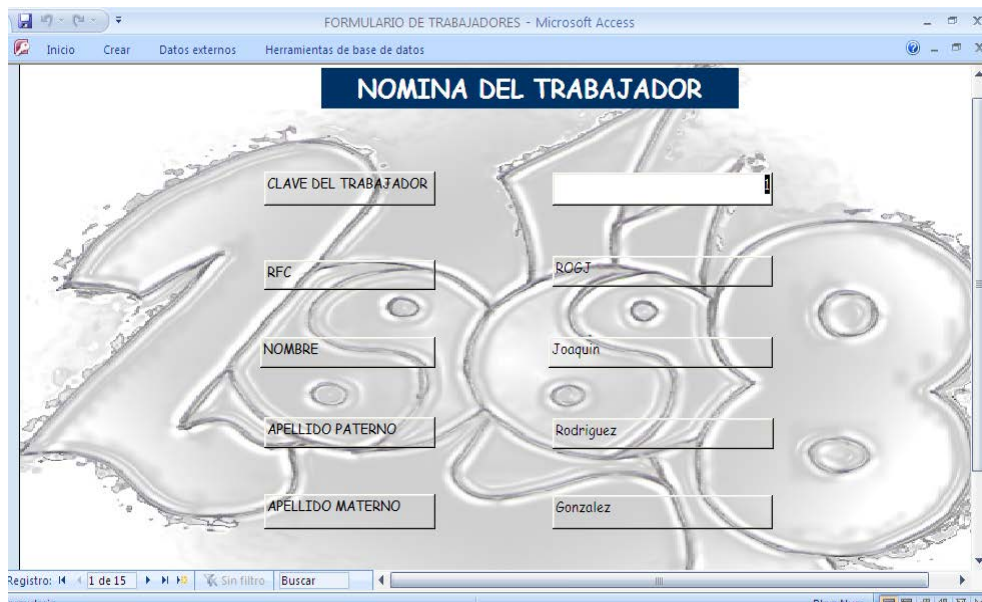 FORMULARIO DE TRABAJADORES - Microsoft Access
Inicio Crear Datos externos Herramientas de base de datos
NOMINA DEL TRABAJADOR
CLAVE DEL TRABAJADOR 1
RFC ROGJ
NOMBRE Joaquin
APELLIDO PATERNO Rodriguez
APELLIDO MATERNO Gonzalez
Registro: 1 de 15 Sin filtro Buscar